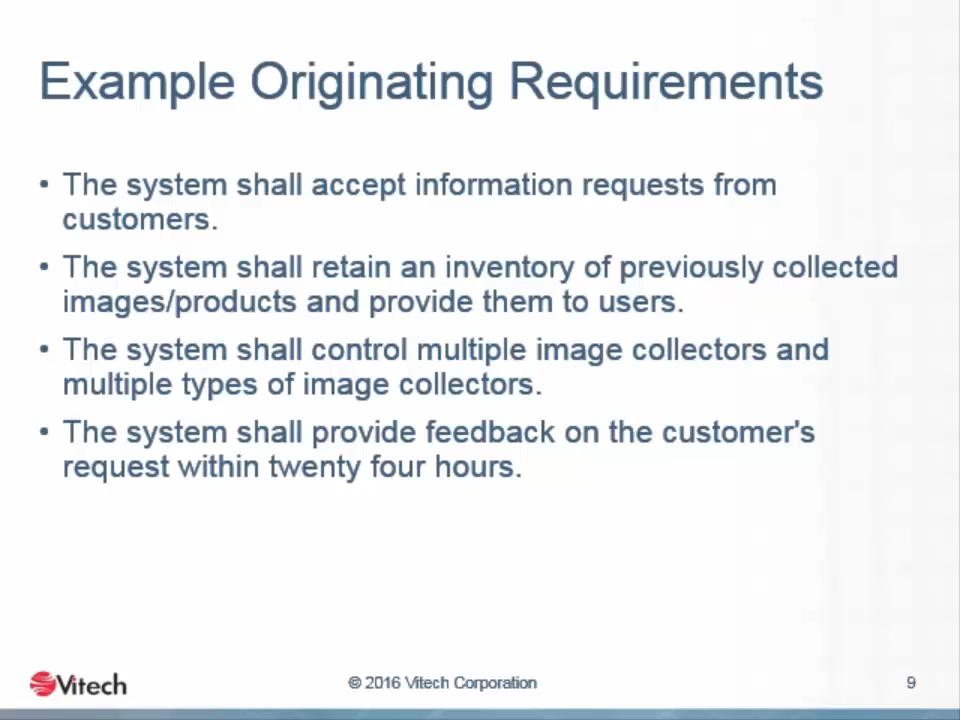 Example Originating Requirements
• The system shall accept information requests from
customers.
• The system shall retain an inventory of previously collected
images/products and provide them to users.
• The system shall control multiple image collectors and
multiple types of image collectors.
• The system shall provide feedback on the customer's
request within twenty four hours.
Vitech
© 2016 Vitech Corporation
9